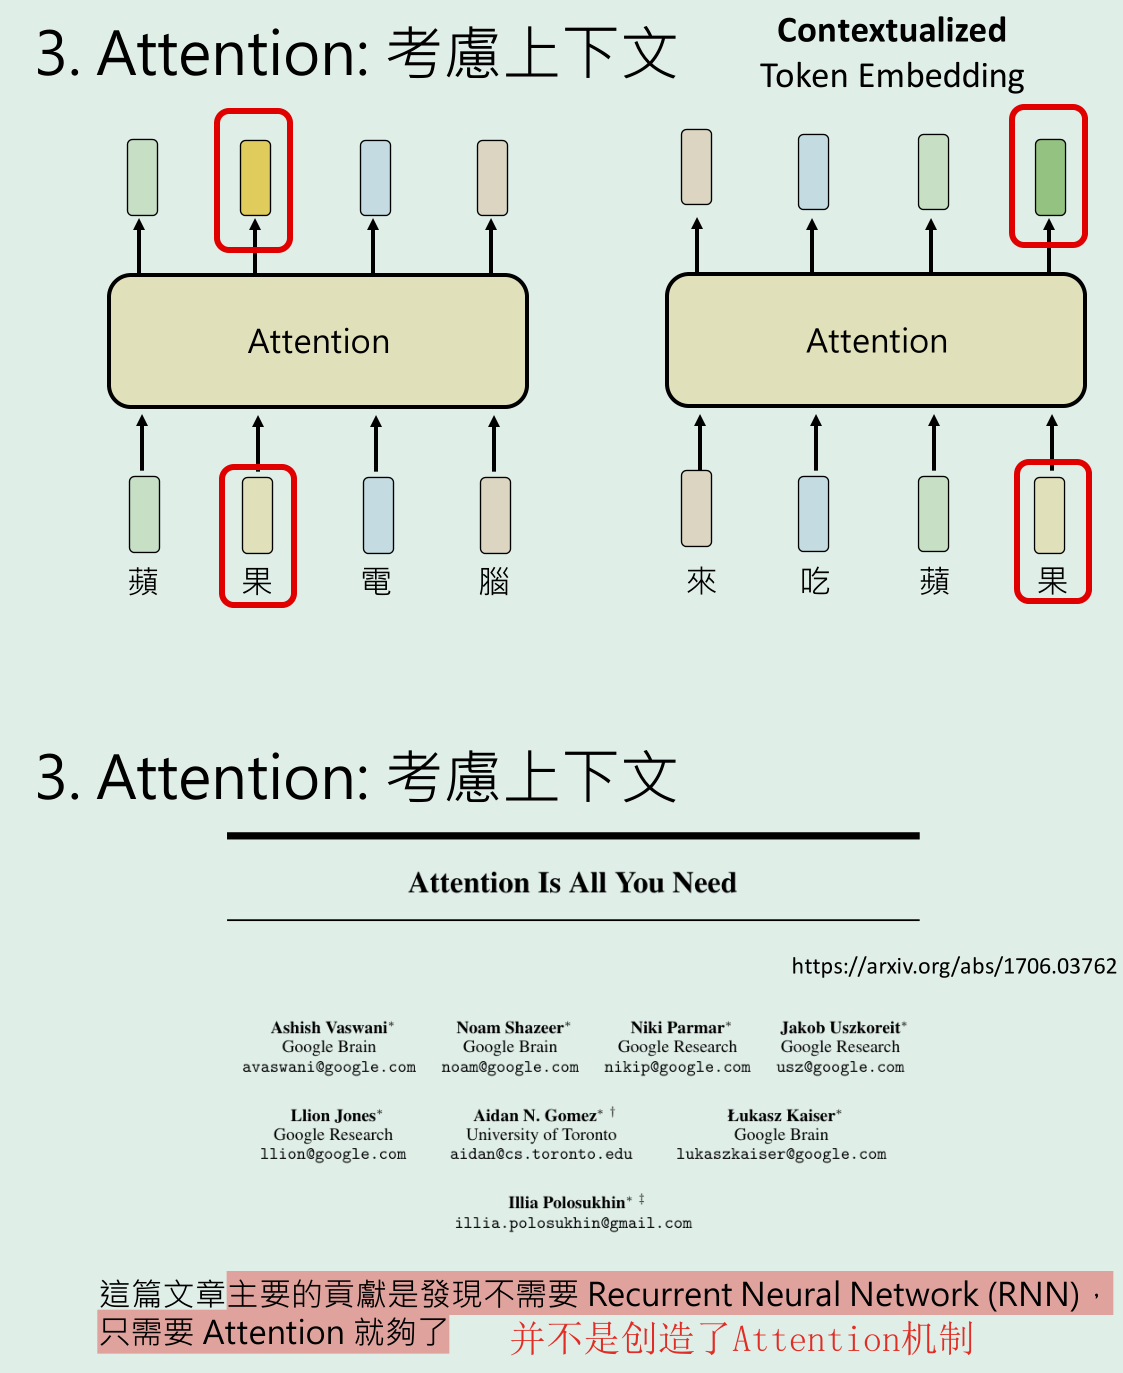 3. Attention: 考慮上下文
Contextualized
Token Embedding
Attention
蘋 果 電 腦
Attention
來 吃 蘋 果
3. Attention: 考慮上下文
Attention Is All You Need
https://arxiv.org/abs/1706.03762
Ashish Vaswani* Noam Shazeer* Niki Parmar* Jakob Uszkoreit*
Google Brain Google Brain Google Research Google Research
avaswani@google.com noam@google.com nikip@google.com usz@google.com
Llion Jones* Aidan N. Gomez* † Łukasz Kaiser*
Google Research University of Toronto Google Brain
llion@google.com aidan@cs.toronto.edu lukaszkaiser@google.com
Illia Polosukhin* ‡
illia.polosukhin@gmail.com
這篇文章主要的貢獻是發現不需要 Recurrent Neural Network (RNN)，
只需要 Attention 就夠了 并不是创造了Attention机制